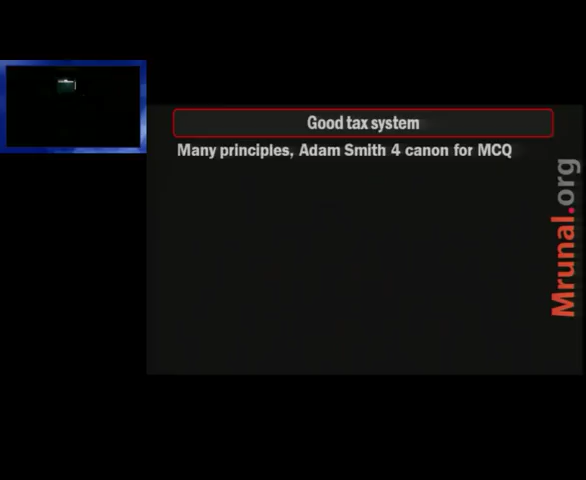 Good tax system
Many principles, Adam Smith 4 canon for MCQ
Mrunal.org